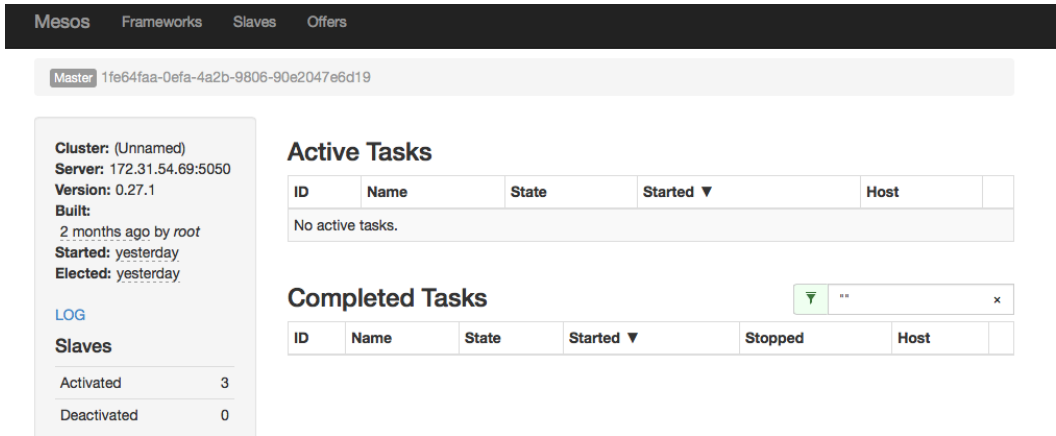 Mesos Frameworks Slaves Offers
Master 1fe64faa-0efa-4a2b-9806-90e2047e6d19
Cluster: (Unnamed)
Server: 172.31.54.69:5050
Version: 0.27.1
Built:
2 months ago by root
Started: yesterday
Elected: yesterday
LOG
Slaves
Activated 3
Deactivated 0
Active Tasks
ID Name State Started ▼ Host
No active tasks.
Completed Tasks
"" ×
ID Name State Started ▼ Stopped Host